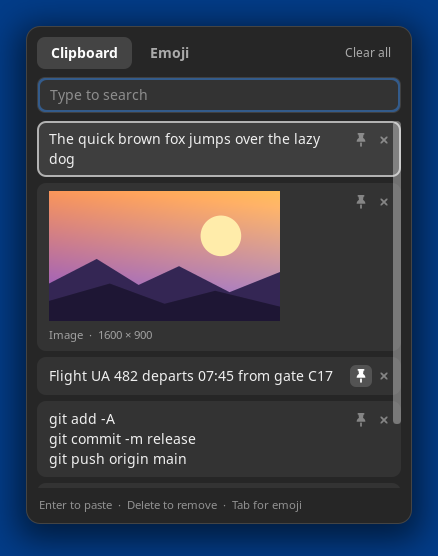 Clipboard Emoji Clear all
Type to search
The quick brown fox jumps over the lazy
dog
Image · 1600 × 900
Flight UA 482 departs 07:45 from gate C17
git add -A
git commit -m release
git push origin main
Enter to paste · Delete to remove · Tab for emoji